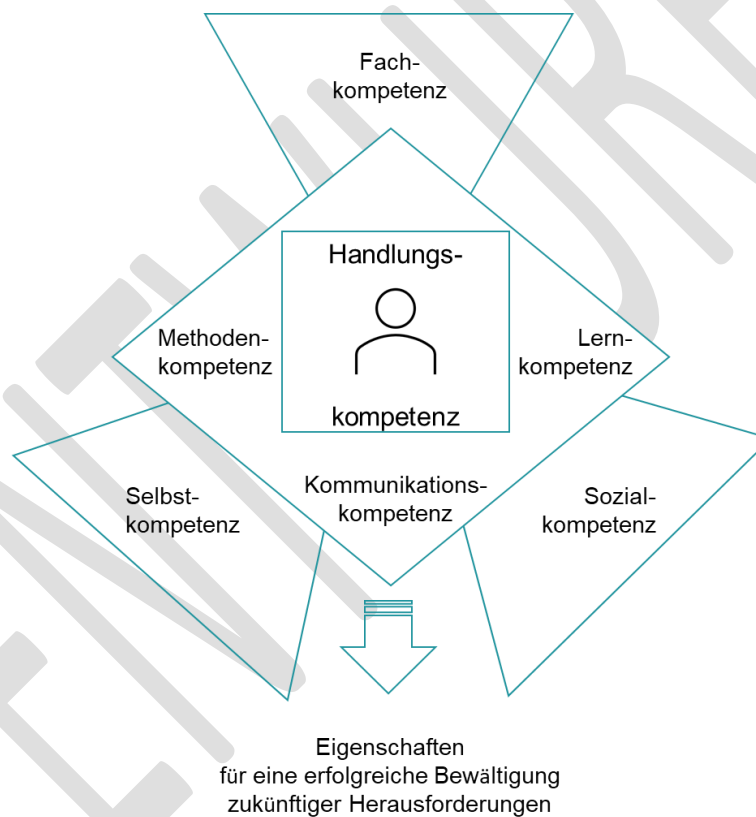 Fach-
kompetenz
Handlungs-
Methoden-
kompetenz
Lern-
kompetenz
kompetenz
Kommunikations-
kompetenz
Selbst-
kompetenz
Sozial-
kompetenz
Eigenschaften
für eine erfolgreiche Bewältigung
zukünftiger Herausforderungen